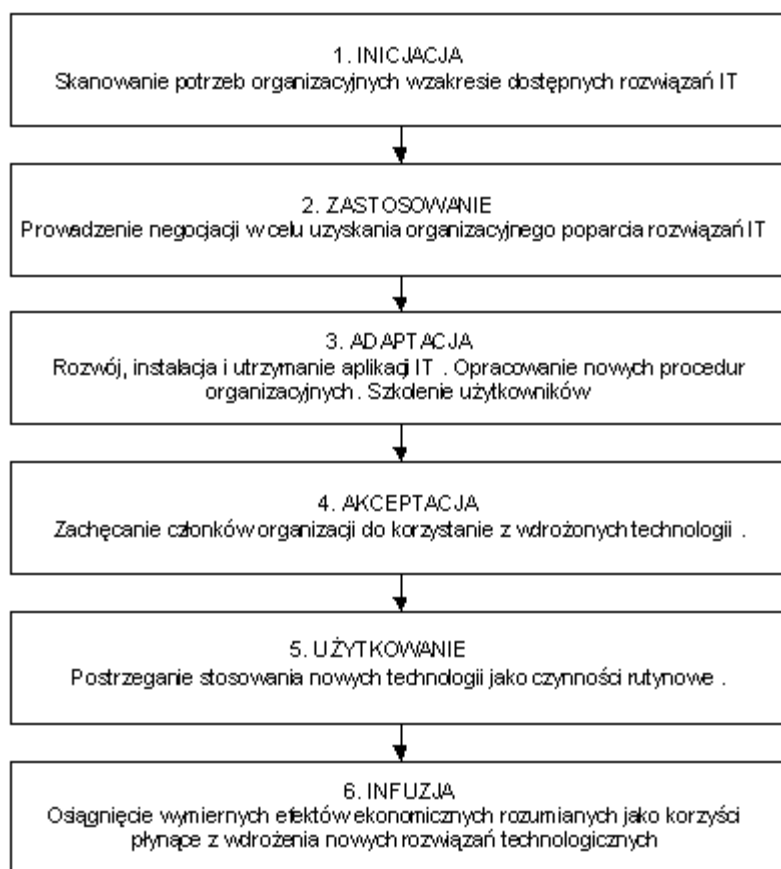 1. INICJACJA
Skanowanie potrzeb organizacyjnych wzakresie dostępnych rozwiązań IT
2. ZASTOSOWANIE
Prowadzenie negocjacji w celu uzyskania organizacyjnego poparcia rozwiązań IT
3. ADAPTACJA
Rozwój, instalacja i utrzymanie aplikacji IT . Opracowanie nowych procedur
organizacyjnych . Szkolenie użytkowników
4. AKCEPTACJA
Zachęcanie członków organizacji do korzystanie z wdrożonych technologii .
5. UŻYTKOWANIE
Postrzeganie stosowania nowych technologii jako czynności rutynowe .
6. INFUZJA
Osiągnięcie wymiernych efektów ekonomicznych rozumianych jako korzyści
płynące z wdrożenia nowych rozwiązań technologicznych